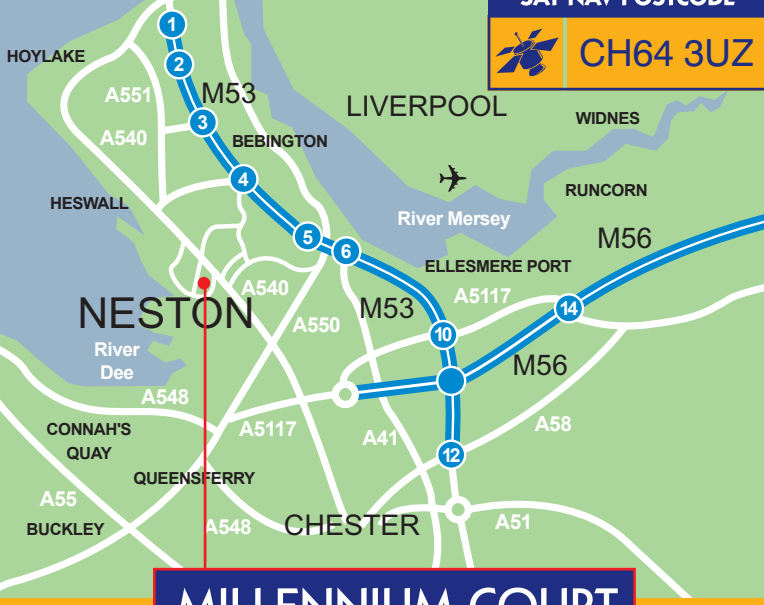 SAT NAV POSTCODE
CH64 3UZ
1
HOYLAKE
2
A551
M53
LIVERPOOL
WIDNES
3
A540
BEBINGTON
4
HESWALL
RUNCORN
River Mersey
5
6
M56
ELLESMERE PORT
A540
A5117
NESTON
M53
14
A550
10
River
Dee
M56
A548
A5117
A41
A58
CONNAH'S
QUAY
12
QUEENSFERRY
A55
BUCKLEY
A548
CHESTER
A51
MILLENNIUM COURT